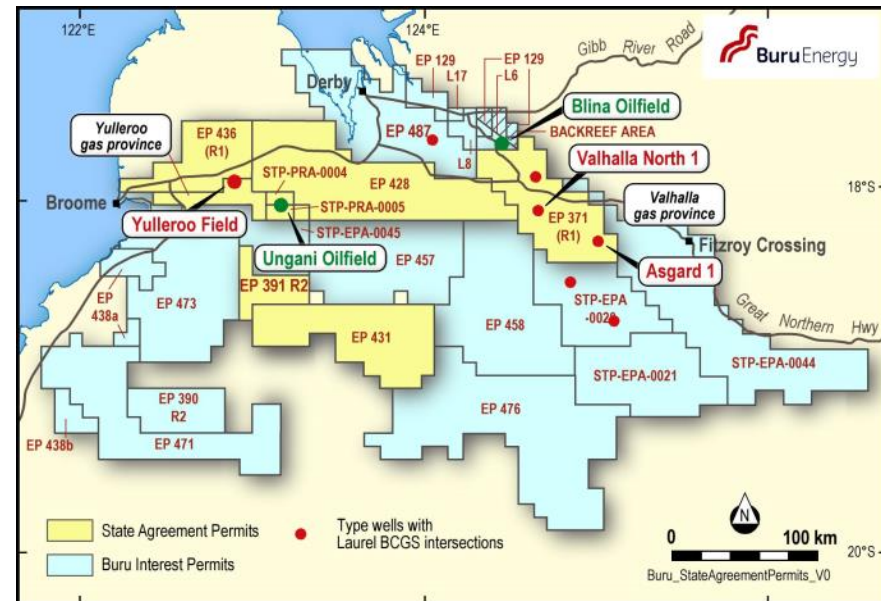 122°E
124°E
Gibb River Road
Buru Energy
Derby
EP 129
L17
EP 129
L6
Blina Oilfield
BACKREEF AREA
Yulleroo
gas province
EP 436
(R1)
EP 487
L8
Valhalla North 1
STP-PRA-0004
EP 428
18°S
Broome
STP-PRA-0005
Valhalla
gas province
Yulleroo Field
STP-EPA-0045
EP 371
(R1)
Fitzroy Crossing
Ungani Oilfield
EP 457
Asgard 1
EP
438a
EP 473
EP 391 R2
STP-EPA
-0020
Great Northern Hwy
EP 431
EP 458
STP-EPA-0021
STP-EPA-0044
EP 390
R2
EP 476
EP 438b
EP 471
State Agreement Permits
Buru Interest Permits
Type wells with
Laurel BCGS intersections
N
0 100 km
Buru_StateAgreementPermits_V0
20°S